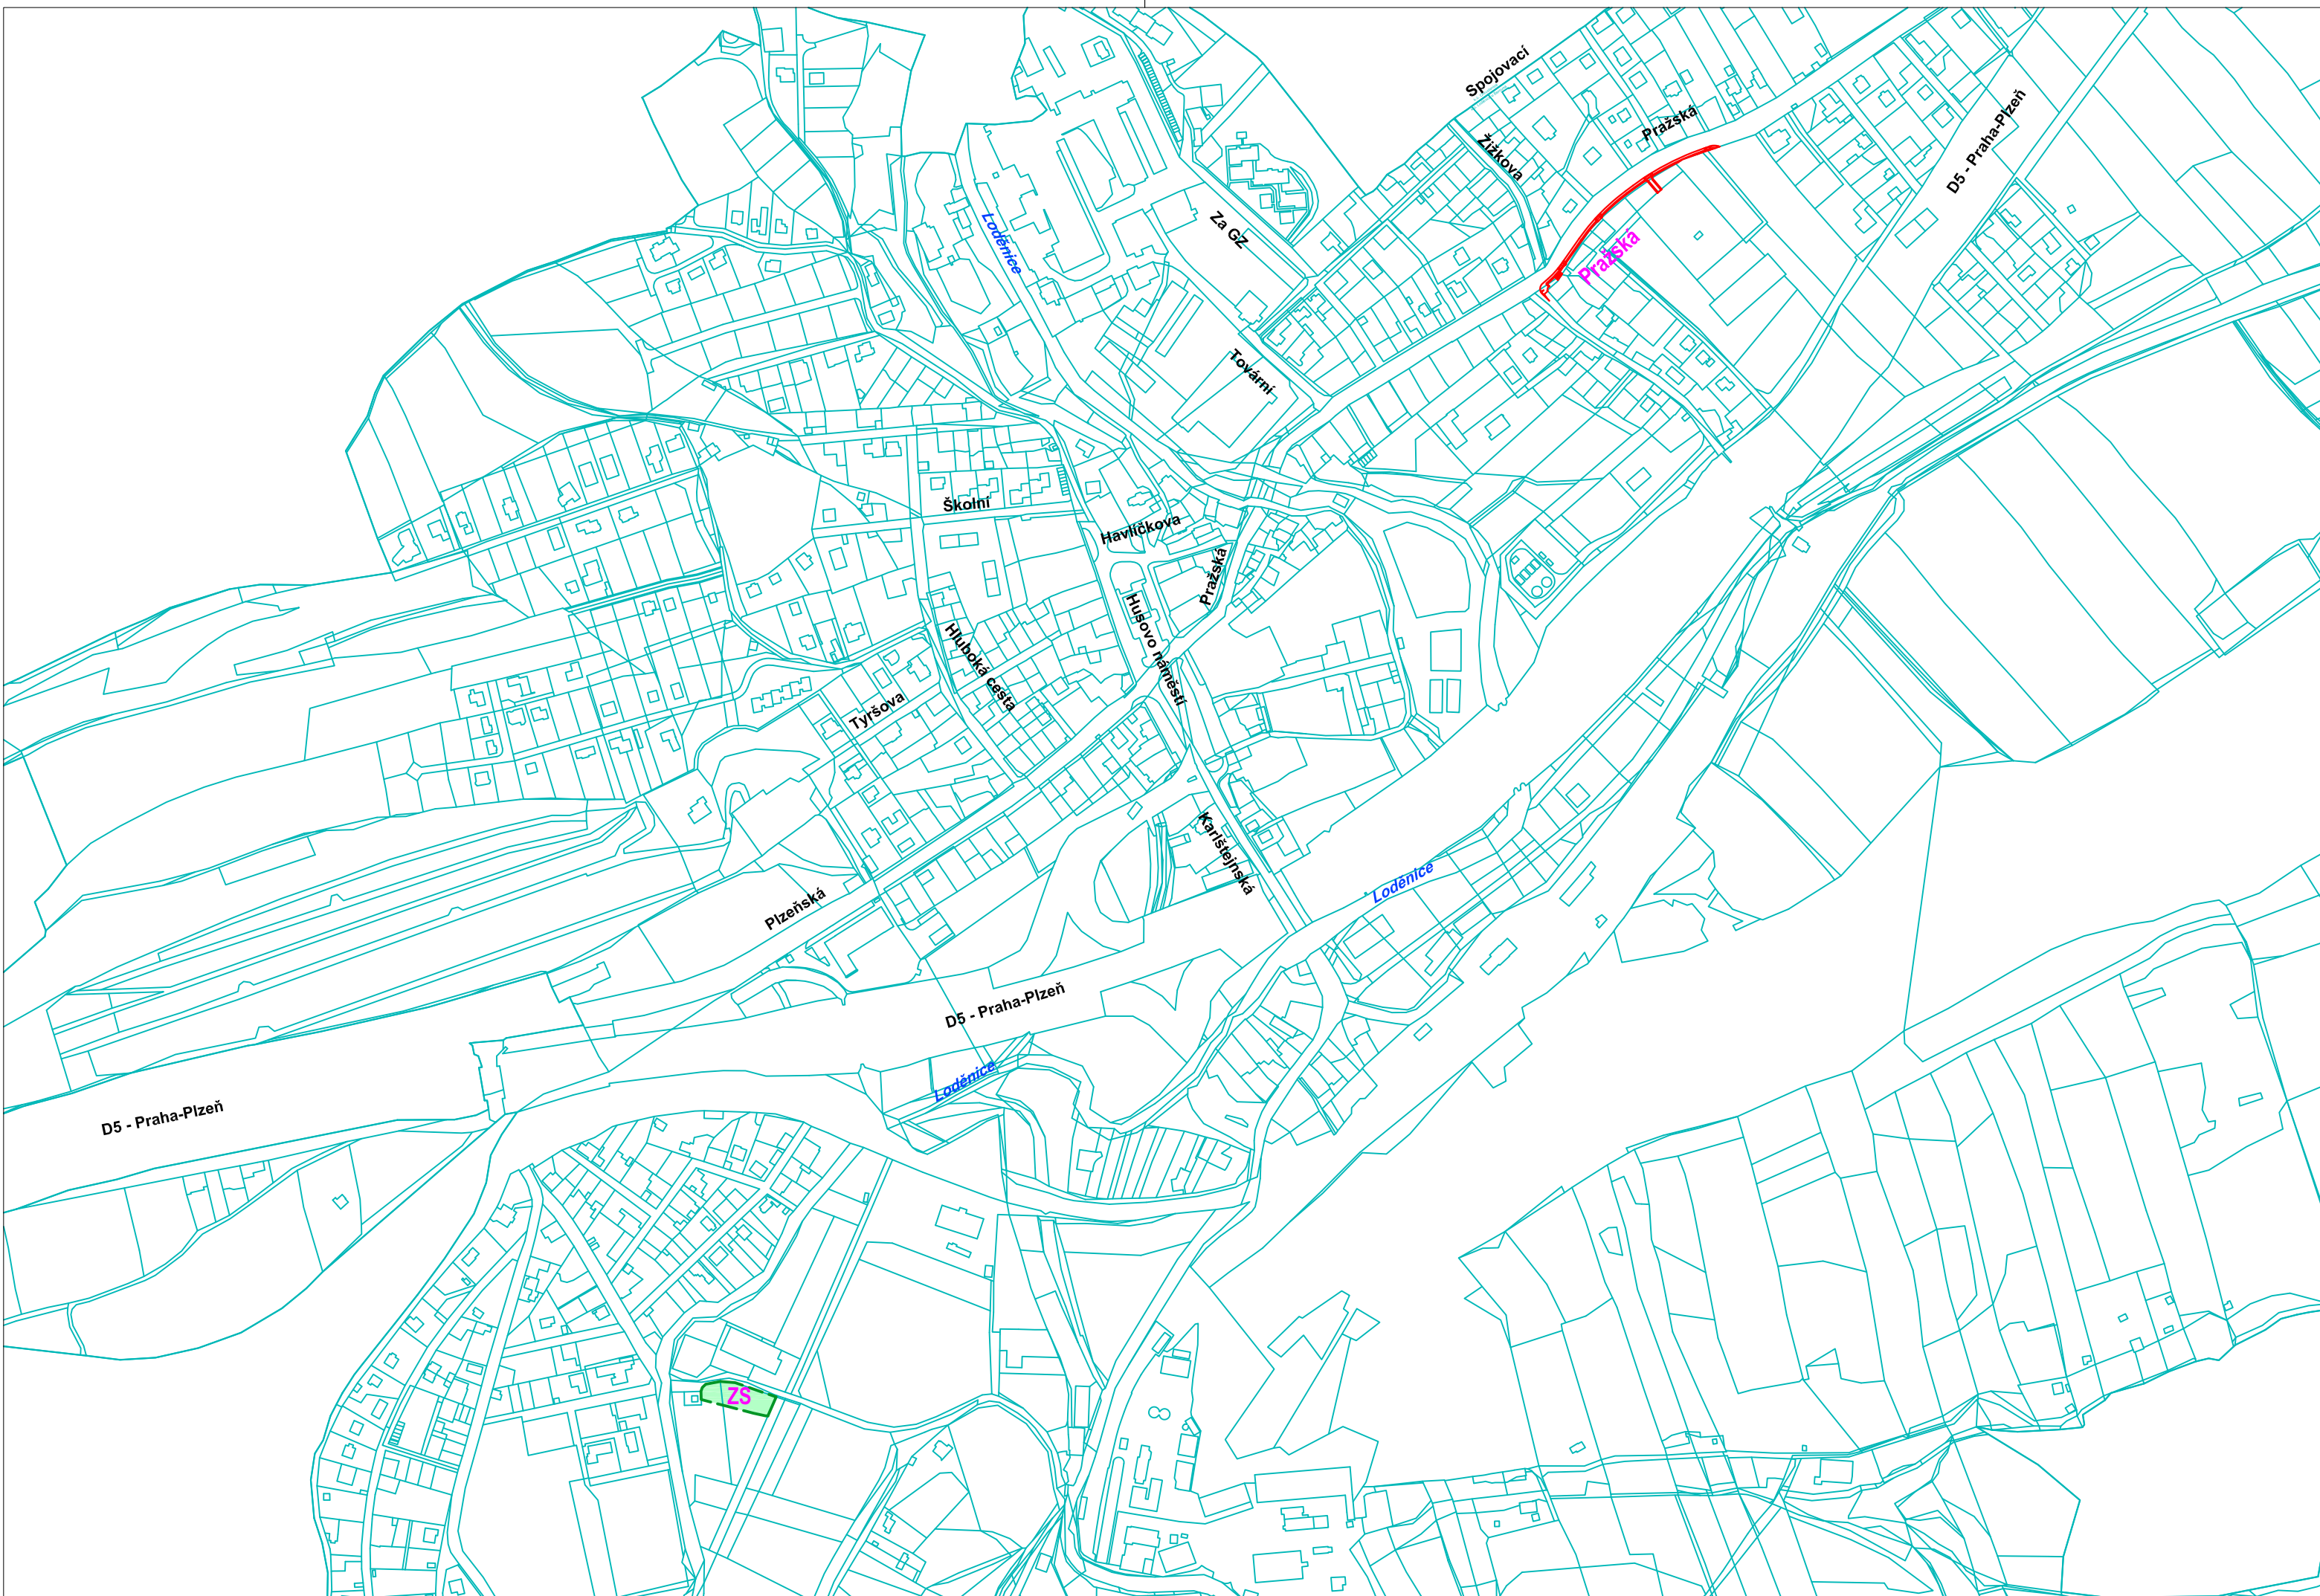 Spojovací
Pražská
D5 - Praha-Plzeň
Žižkova
Loděnice
Za GZ
Pražská
Tovární
Školní
Havlíčkova
Pražská
Husovo náměstí
Hluboká cesta
Tyršova
Karlštejnská
Loděnice
Plzeňská
D5 - Praha-Plzeň
Loděnice
D5 - Praha-Plzeň
ZS